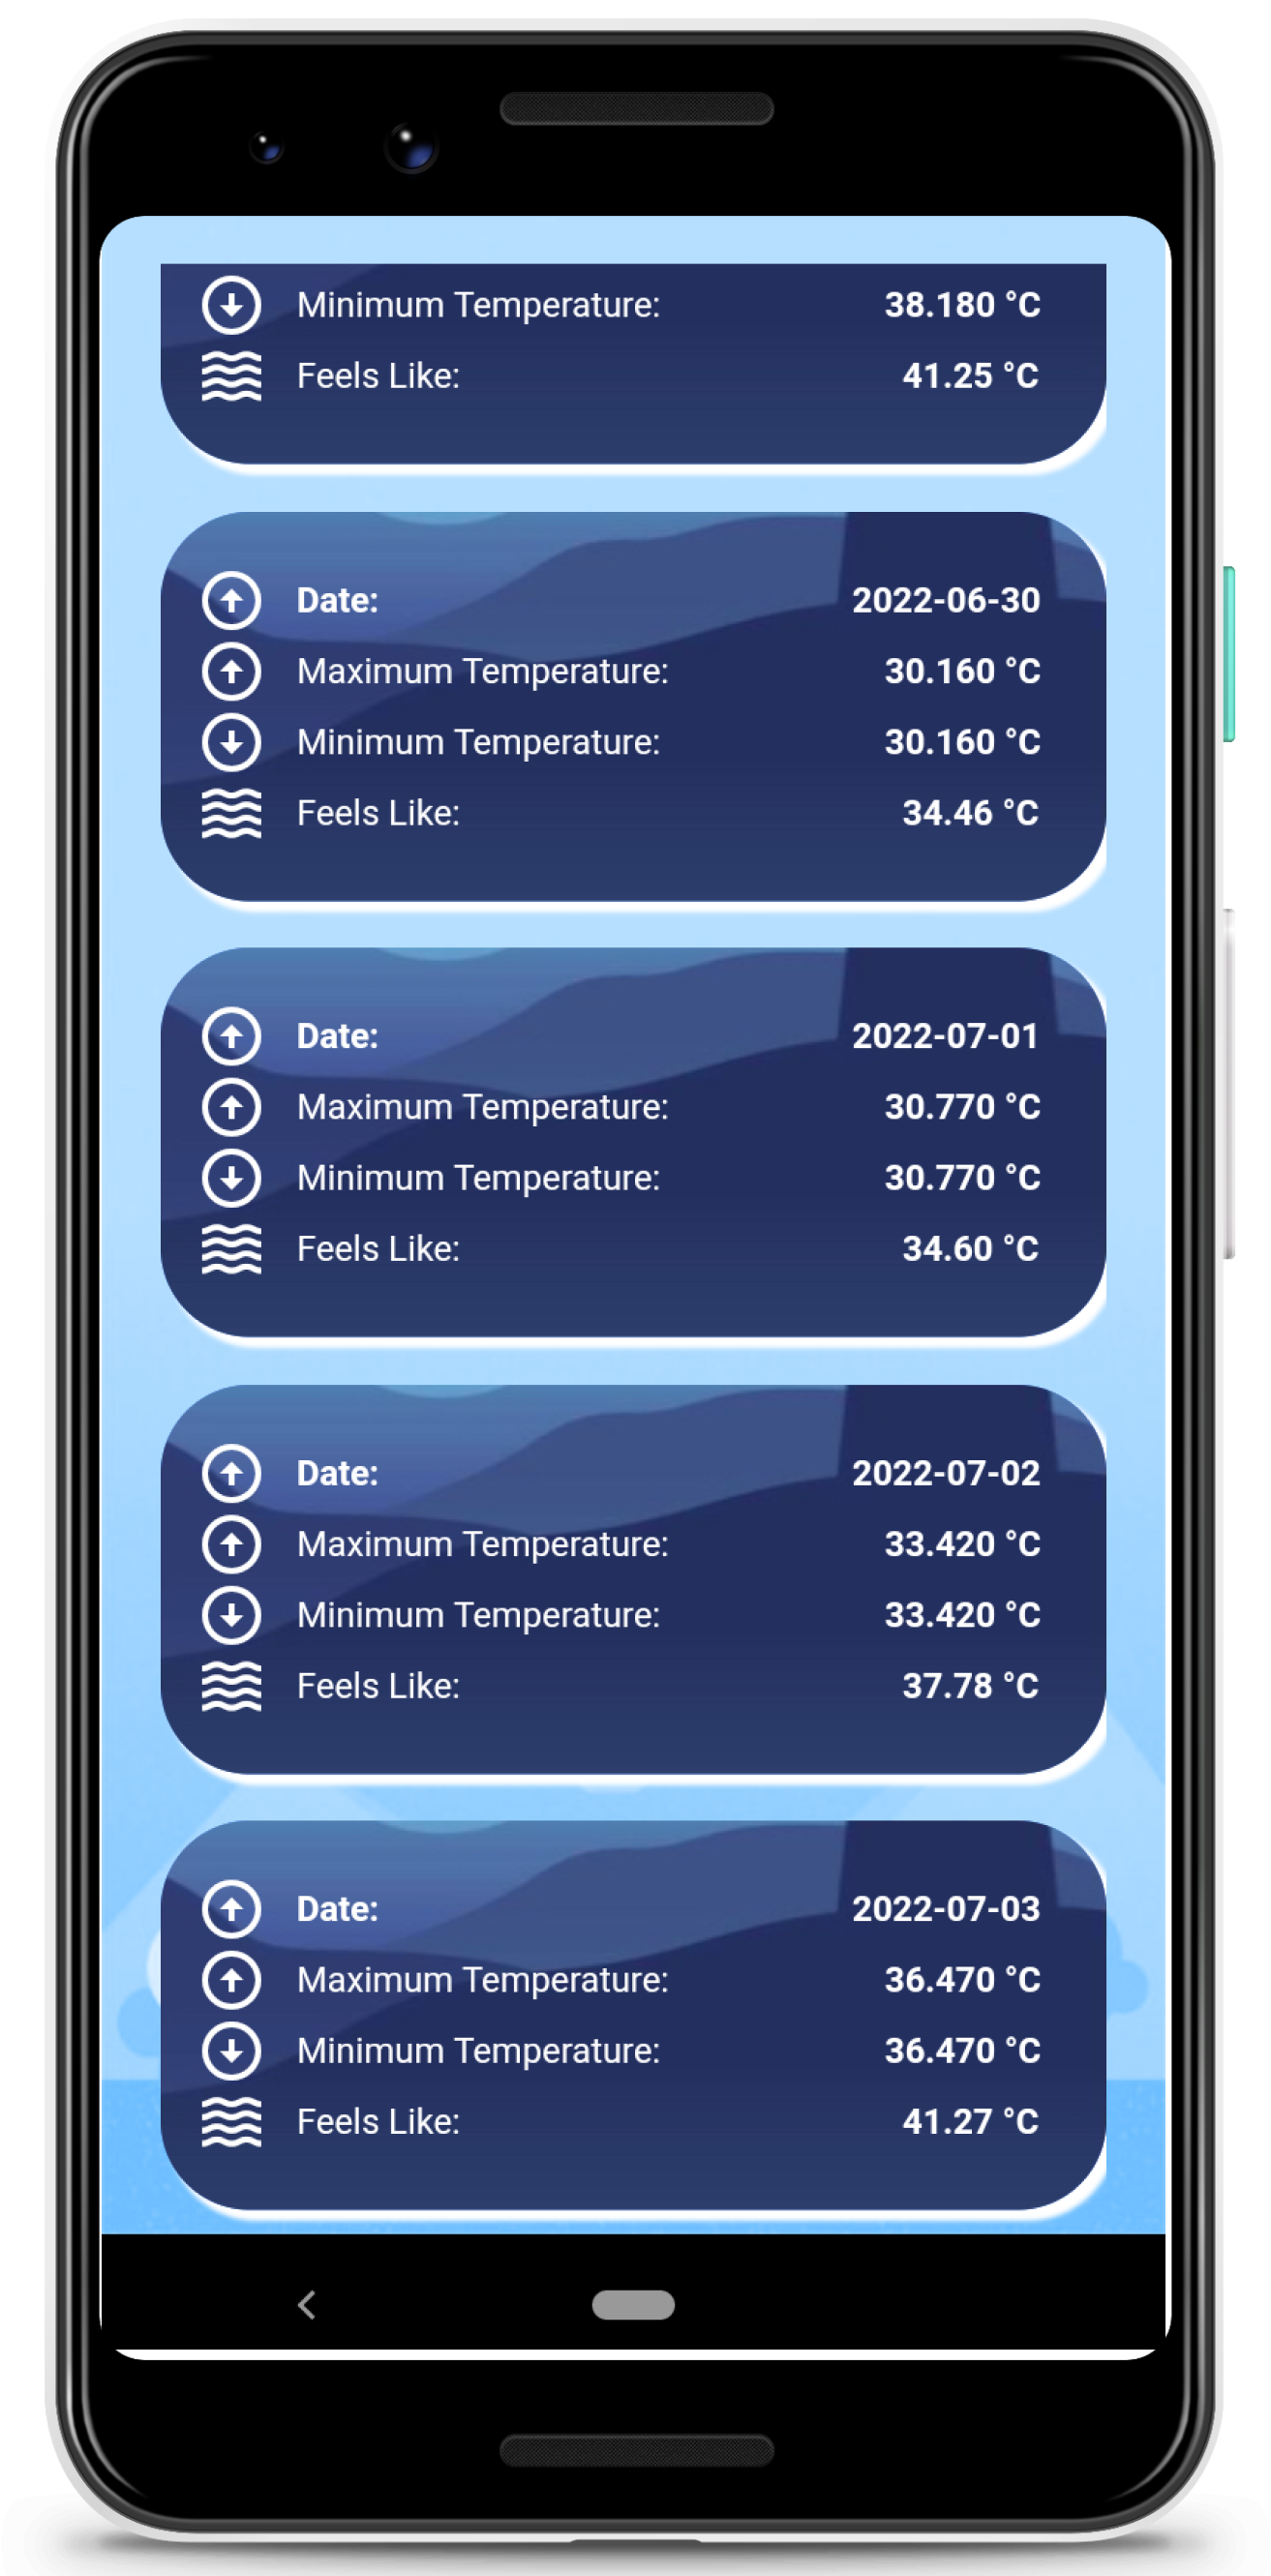 Minimum Temperature: 38.180 °C
Feels Like: 41.25 °C
Date: 2022-06-30
Maximum Temperature: 30.160 °C
Minimum Temperature: 30.160 °C
Feels Like: 34.46 °C
Date: 2022-07-01
Maximum Temperature: 30.770 °C
Minimum Temperature: 30.770 °C
Feels Like: 34.60 °C
Date: 2022-07-02
Maximum Temperature: 33.420 °C
Minimum Temperature: 33.420 °C
Feels Like: 37.78 °C
Date: 2022-07-03
Maximum Temperature: 36.470 °C
Minimum Temperature: 36.470 °C
Feels Like: 41.27 °C